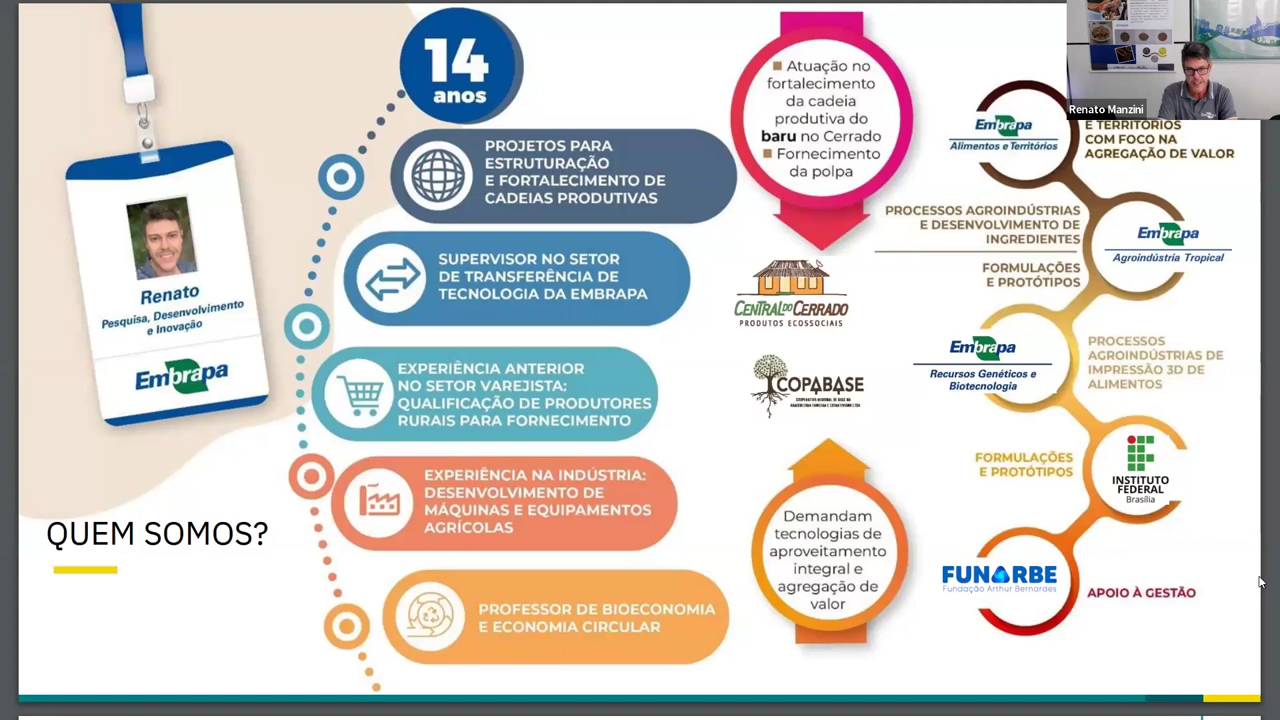 14
anos
PROJETOS PARA
ESTRUTURAÇÃO
E FORTALECIMENTO DE
CADEIAS PRODUTIVAS
SUPERVISOR NO SETOR
DE TRANSFERÊNCIA DE
TECNOLOGIA DA EMBRAPA
EXPERIÊNCIA ANTERIOR
NO SETOR VAREJISTA:
QUALIFICAÇÃO DE PRODUTORES
RURAIS PARA FORNECIMENTO
EXPERIÊNCIA NA INDÚSTRIA:
DESENVOLVIMENTO DE
MÁQUINAS E EQUIPAMENTOS
AGRÍCOLAS
PROFESSOR DE BIOECONOMIA
E ECONOMIA CIRCULAR
Renato
Pesquisa, Desenvolvimento
e Inovação
Embrapa
QUEM SOMOS?
Atuação no
fortalecimento
da cadeia
produtiva do
baru no Cerrado
Fornecimento
da polpa
CENTRAL DO CERRADO
PRODUTOS ECOSSOCIAIS
COPABASE
Demandam
tecnologias de
aproveitamento
integral e
agregação de
valor
Renato Manzini
Embrapa
Alimentos e Territórios
E TERRITÓRIOS
COM FOCO NA
AGREGAÇÃO DE VALOR
PROCESSOS AGROINDÚSTRIAS
E DESENVOLVIMENTO DE
INGREDIENTES
FORMULAÇÕES
E PROTÓTIPOS
Embrapa
Agroindústria Tropical
Embrapa
Recursos Genéticos e
Biotecnologia
PROCESSOS
AGROINDÚSTRIAS DE
IMPRESSÃO 3D DE
ALIMENTOS
FORMULAÇÕES
E PROTÓTIPOS
INSTITUTO
FEDERAL
Brasília
FUNARBE
Fundação Arthur Bernardes
APOIO À GESTÃO